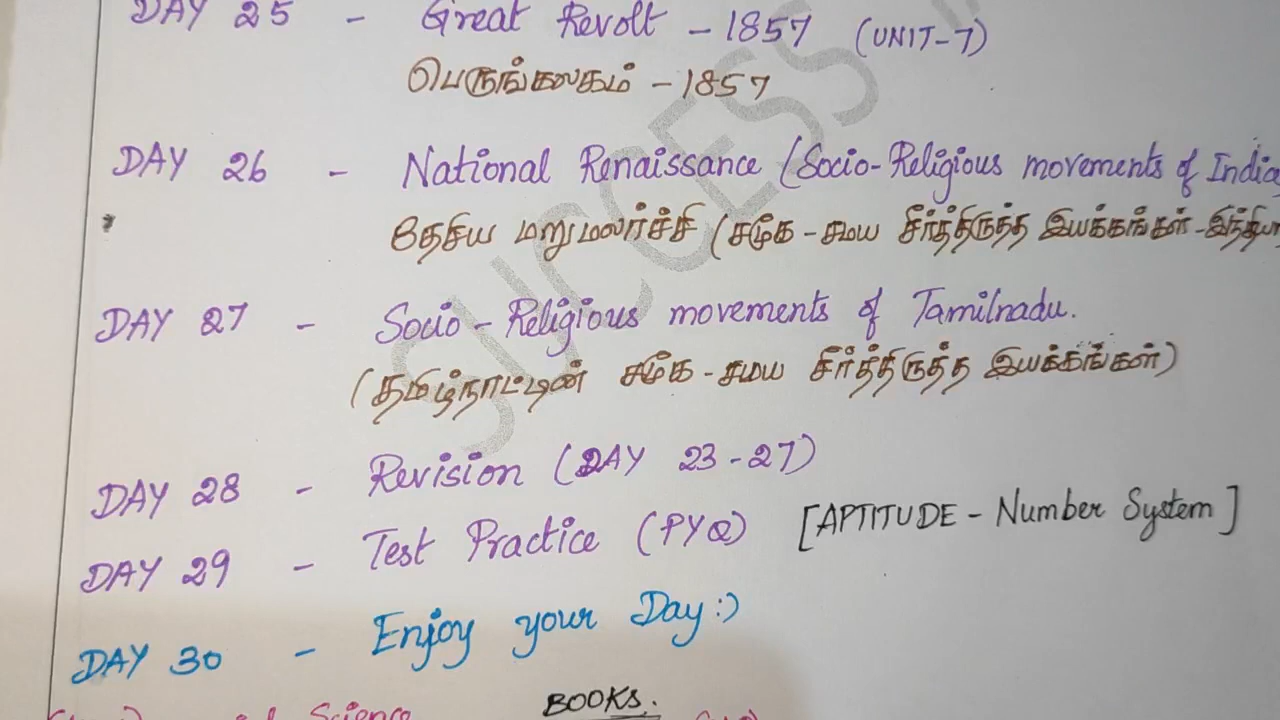 DAY 25 - Great Revolt - 1857 (UNIT-7)
பெருங்கலகம் - 1857
DAY 26 - National Renaissance (Socio-Religious movements of India
தேசிய மறுமலர்ச்சி (சமூக - சமய சீர்த்திருத்த இயக்கங்கள் - இந்தியா
DAY 27 - Socio - Religious movements of Tamilnadu.
(தமிழ்நாட்டின் சமூக - சமய சீர்த்திருத்த இயக்கங்கள்)
DAY 28 - Revision (DAY 23-27)
DAY 29 - Test Practice (PYQ) [APTITUDE - Number System]
DAY 30 - Enjoy your Day :)
BOOKS.
Science
SUCCESS